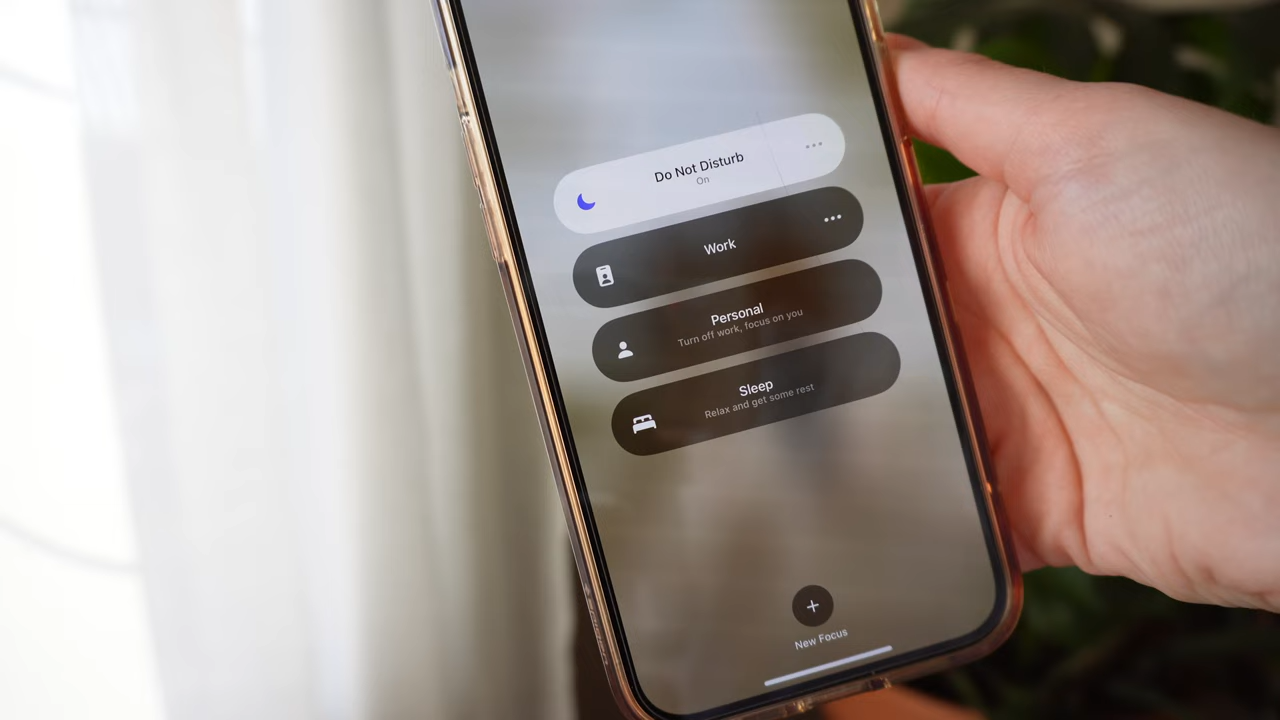 Do Not Disturb
On
Work
Personal
Turn off work, focus on you
Sleep
Relax and get some rest
New Focus